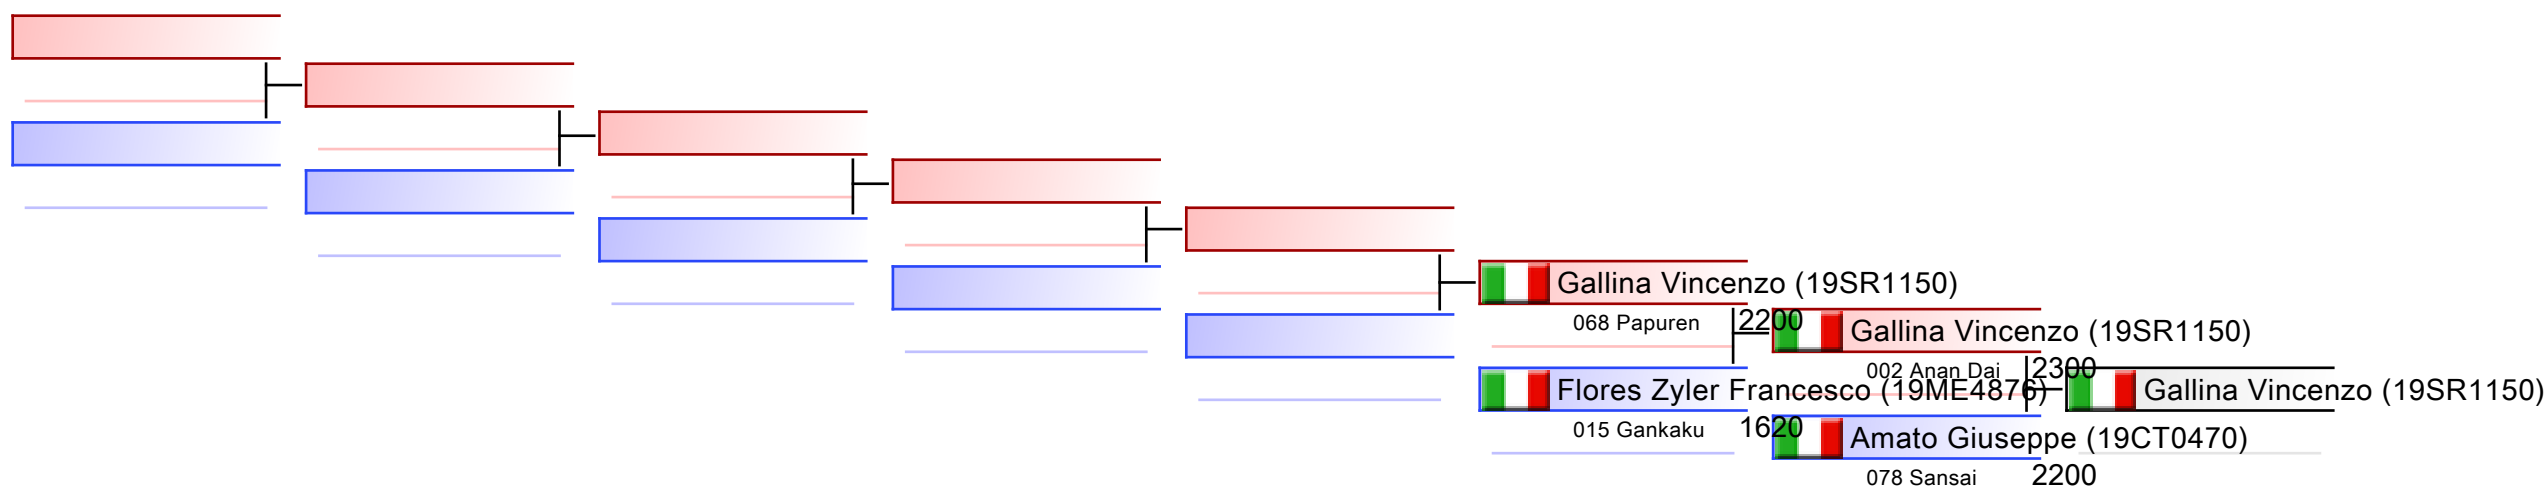 Gallina Vincenzo (19SR1150)
068 Papuren 2200
Flores Zyler Francesco (19ME4876)
015 Gankaku 1620
Gallina Vincenzo (19SR1150)
002 Anan Dai 2300
Amato Giuseppe (19CT0470)
078 Sansai 2200
Gallina Vincenzo (19SR1150)